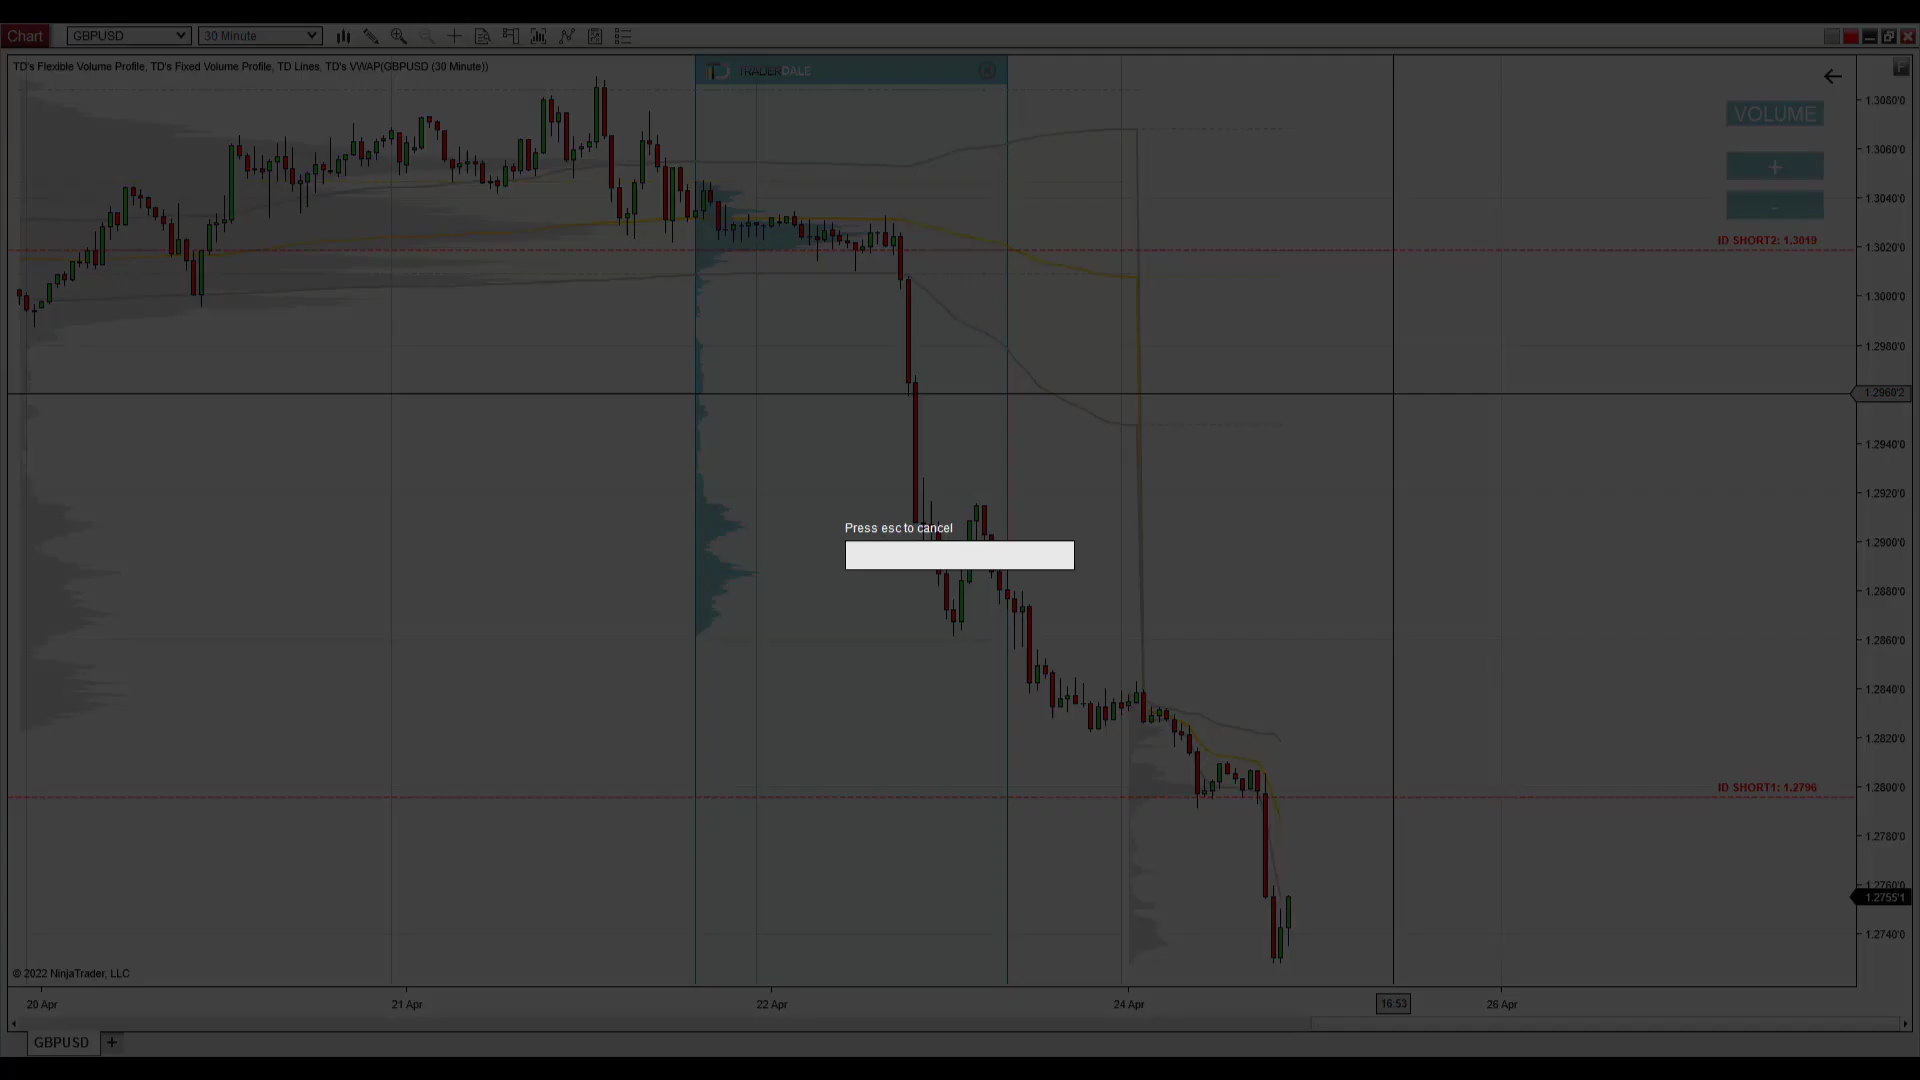 Chart
GBPUSD
30 Minute
TD's Flexible Volume Profile, TD's Fixed Volume Profile, TD Lines, TD's VWAP(GBPUSD (30 Minute))
TRADERDALE
F
VOLUME
+
-
1.3080'0
1.3060'0
1.3040'0
ID SHORT2: 1.3019
1.3020'0
1.3000'0
1.2980'0
1.2960'2
1.2940'0
1.2920'0
Press esc to cancel
1.2900'0
1.2880'0
1.2860'0
1.2840'0
1.2820'0
ID SHORT1: 1.2796
1.2800'0
1.2780'0
1.2760'0
1.2755'1
1.2740'0
© 2022 NinjaTrader, LLC
20 Apr
21 Apr
22 Apr
24 Apr
16:53
26 Apr
GBPUSD
+